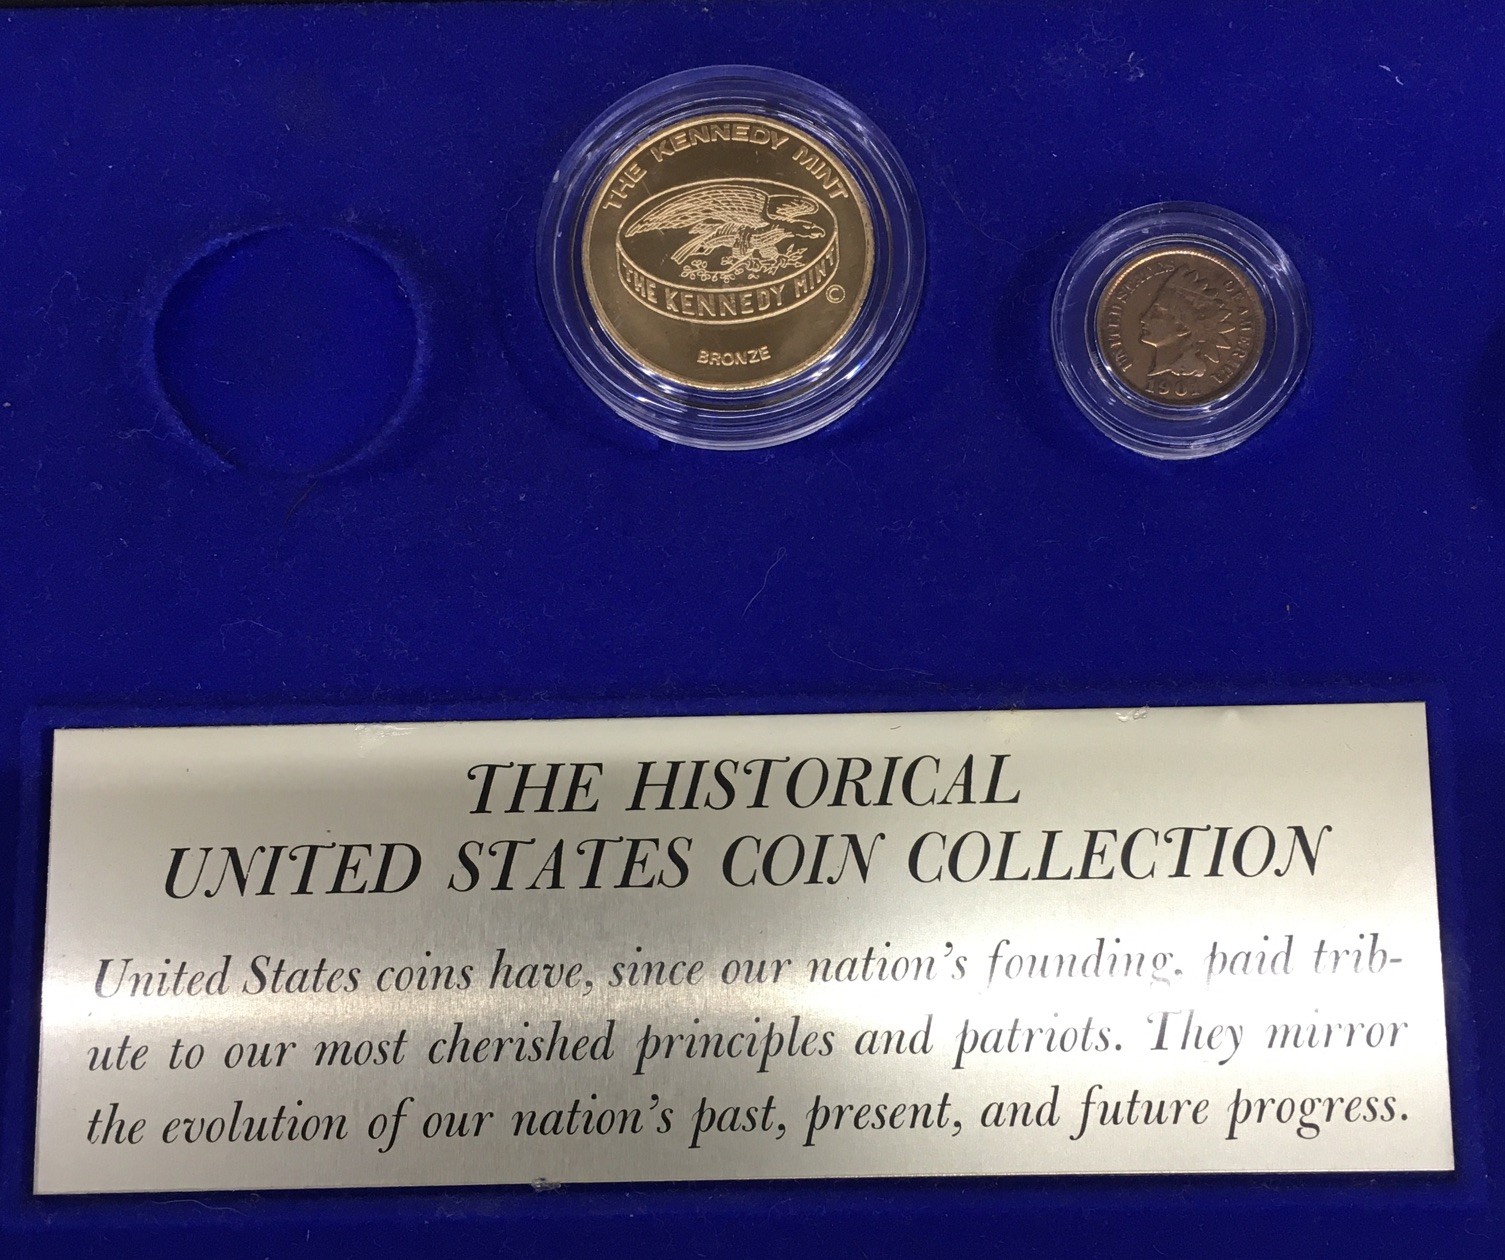 THE KENNEDY MINT
THE KENNEDY MINT ©
BRONZE
UNITED STATES OF AMERICA
1901
THE HISTORICAL
UNITED STATES COIN COLLECTION
United States coins have, since our nation's founding, paid trib-
ute to our most cherished principles and patriots. They mirror
the evolution of our nation's past, present, and future progress.